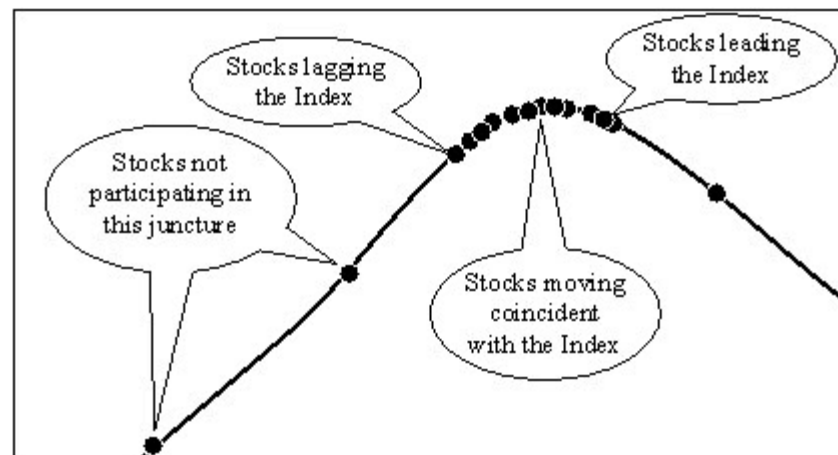 Stocks lagging
the Index
Stocks leading
the Index
Stocks not
participating in
this juncture
Stocks moving
coincident
with the Index